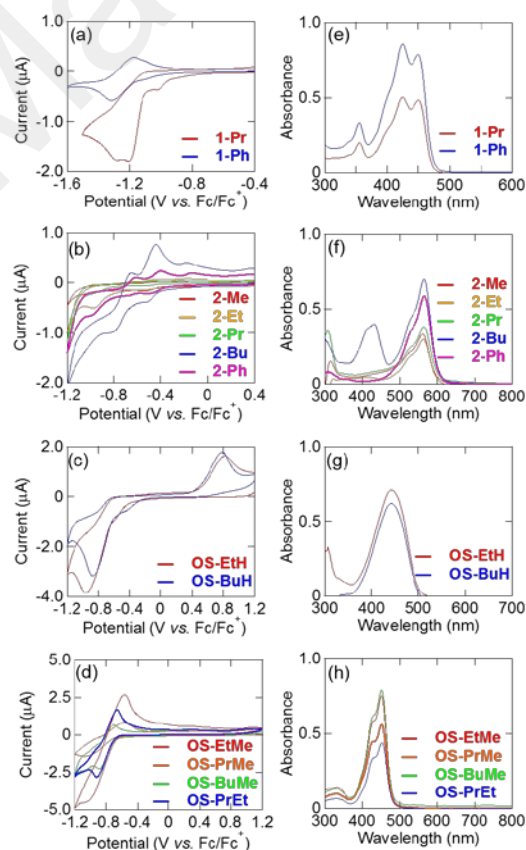 (a)
Current (μA)
1.0
0
-1.0
-2.0
1-Pr
1-Ph
-1.6 -1.2 -0.8 -0.4
Potential (V vs. Fc/Fc⁺)
(e)
Absorbance
1.0
0.5
0
1-Pr
1-Ph
300 400 500 600
Wavelength (nm)
(b)
Current (μA)
1.0
0
-1.0
-2.0
2-Me
2-Et
2-Pr
2-Bu
2-Ph
-1.2 -0.8 -0.4 0 0.4
Potential (V vs. Fc/Fc⁺)
(f)
Absorbance
1.0
0.5
0
2-Me
2-Et
2-Pr
2-Bu
2-Ph
300 400 500 600 700
Wavelength (nm)
(c)
Current (μA)
4.0
2.0
0
-2.0
-4.0
OS-EtH
OS-BuH
-1.2 -0.8 -0.4 0 0.4 0.8 1.2
Potential (V vs. Fc/Fc⁺)
(g)
Absorbance
1.0
0.5
0
OS-EtH
OS-BuH
300 400 500 600 700
Wavelength (nm)
(d)
Current (μA)
5.0
2.5
0
-2.5
-5.0
OS-EtMe
OS-PrMe
OS-BuMe
OS-PrEt
-1.2 -0.8 -0.4 0 0.4 0.8 1.2
Potential (V vs. Fc/Fc⁺)
(h)
Absorbance
1.0
0.5
0
OS-EtMe
OS-PrMe
OS-BuMe
OS-PrEt
300 400 500 600 700
Wavelength (nm)